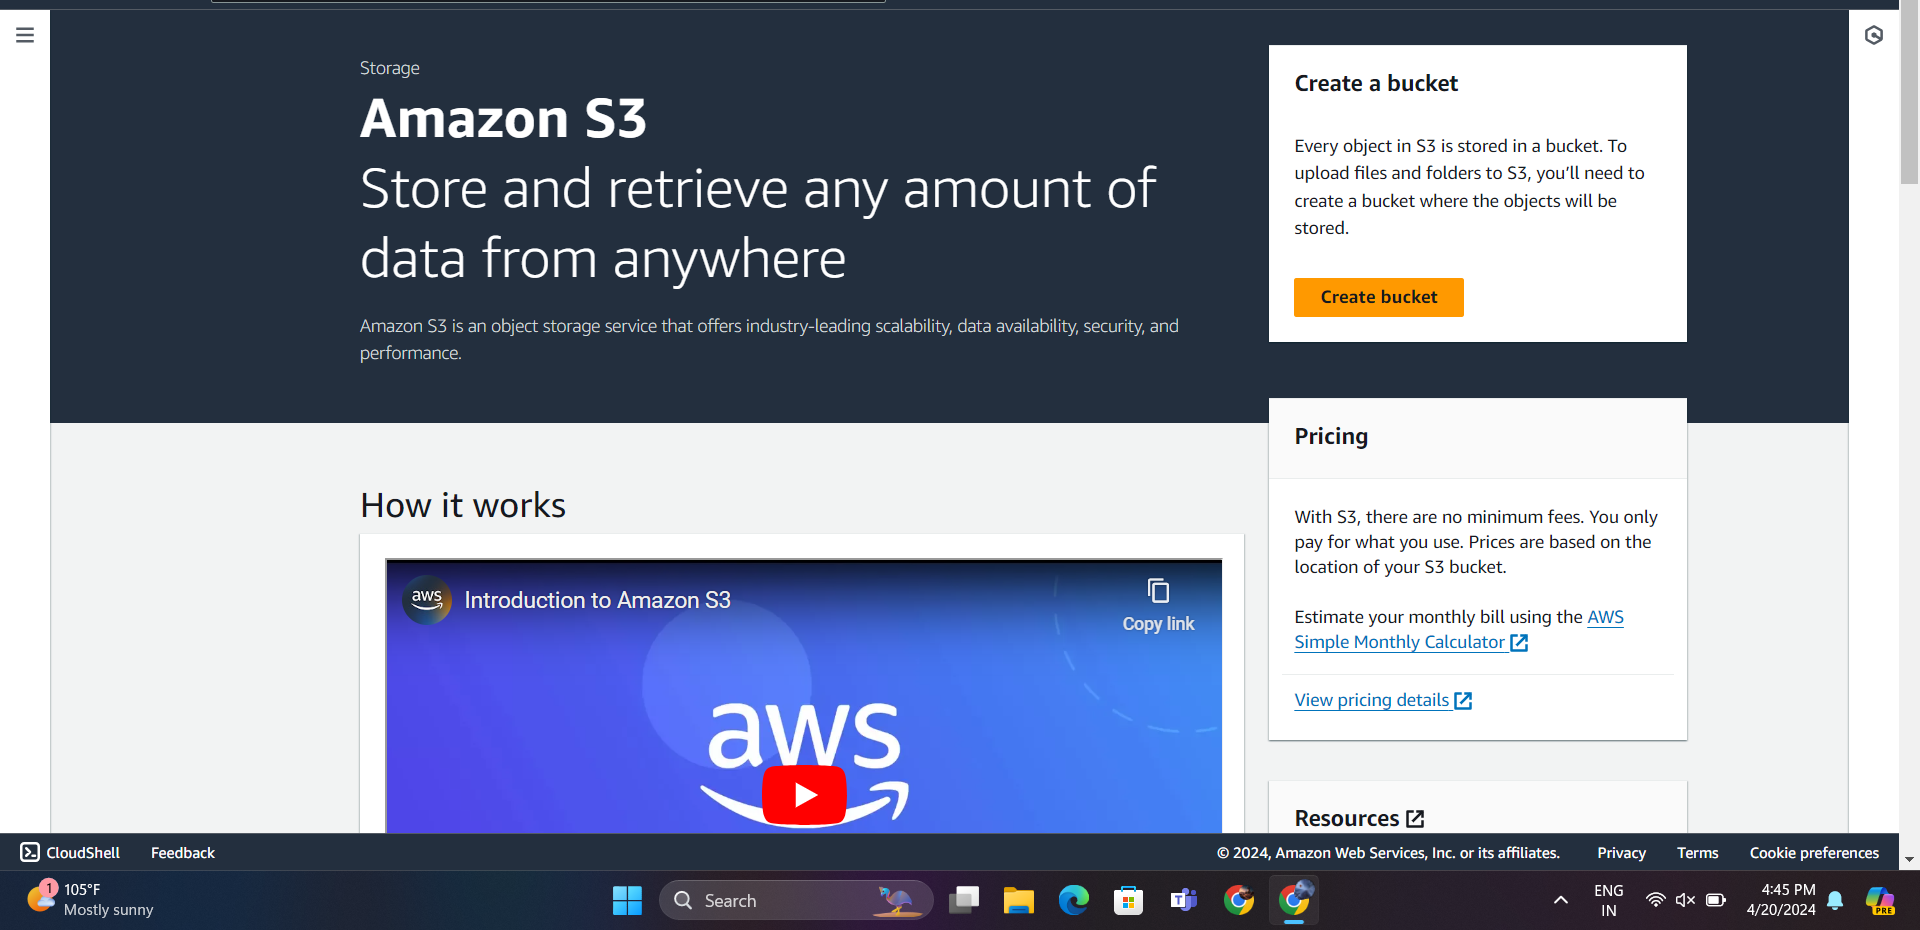 Storage
Amazon S3
Store and retrieve any amount of
data from anywhere
Amazon S3 is an object storage service that offers industry-leading scalability, data availability, security, and
performance.
Create a bucket
Every object in S3 is stored in a bucket. To
upload files and folders to S3, you'll need to
create a bucket where the objects will be
stored.
Create bucket
Pricing
With S3, there are no minimum fees. You only
pay for what you use. Prices are based on the
location of your S3 bucket.
Estimate your monthly bill using the AWS
Simple Monthly Calculator
View pricing details
Resources
How it works
aws
Introduction to Amazon S3
Copy link
aws
CloudShell
Feedback
© 2024, Amazon Web Services, Inc. or its affiliates.
Privacy
Terms
Cookie preferences
1
105°F
Mostly sunny
Search
T
ENG
IN
4:45 PM
4/20/2024
PRE